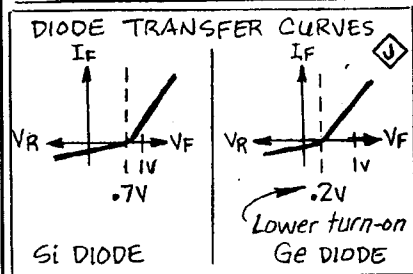 DIODE TRANSFER CURVES
J
IF
IF
VR
VF
VR
VF
1V
1V
.7V
.2V
Lower turn-on
Si DIODE
Ge DIODE